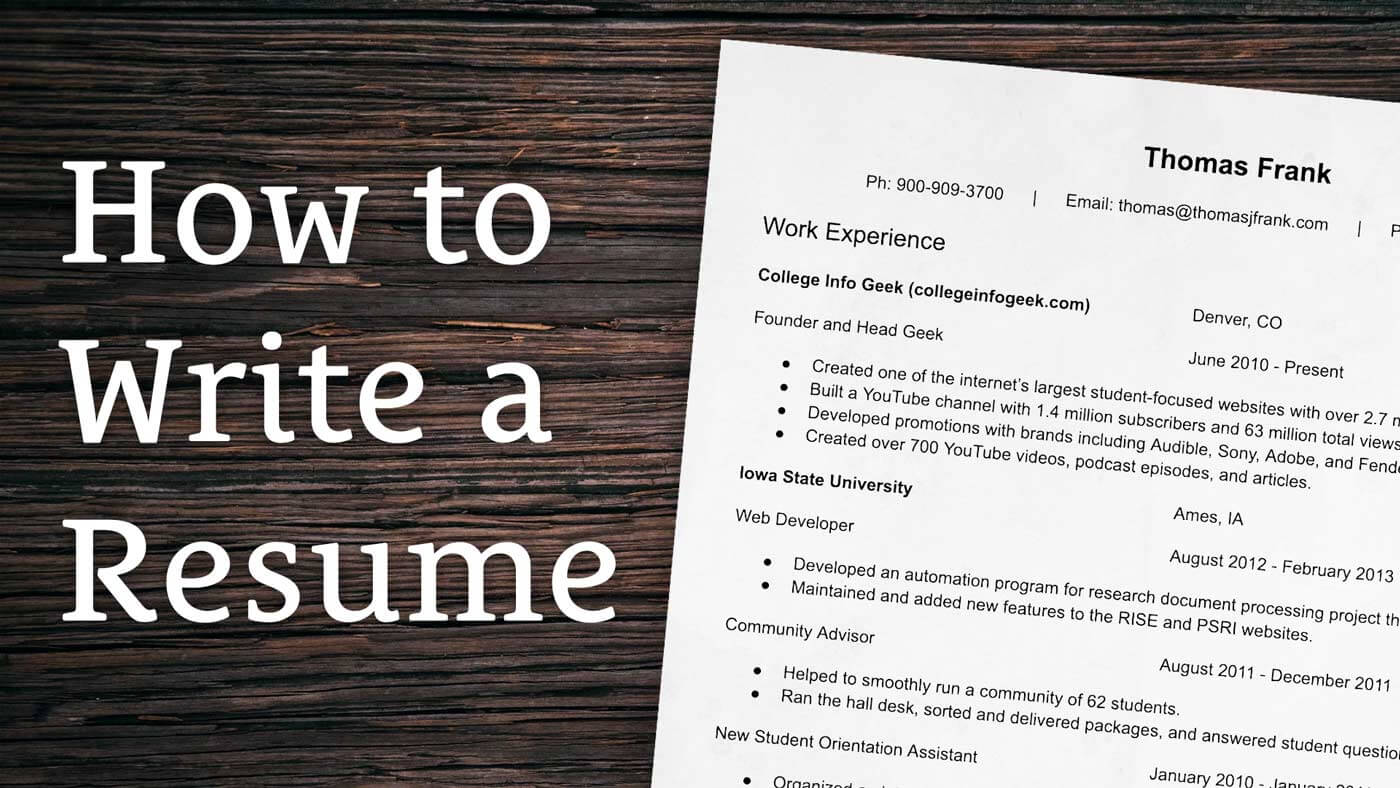 How to
Write a
Resume
Thomas Frank
Ph: 900-909-3700 | Email: thomas@thomasjfrank.com | P
Work Experience
College Info Geek (collegeinfogeek.com)
Denver, CO
Founder and Head Geek
June 2010 - Present
● Created one of the internet's largest student-focused websites with over 2.7
● Built a YouTube channel with 1.4 million subscribers and 63 million total views
● Developed promotions with brands including Audible, Sony, Adobe, and
● Created over 700 YouTube videos, podcast episodes, and articles.
Iowa State University
Ames, IA
Web Developer
August 2012 - February 2013
● Developed an automation program for research document processing project
● Maintained and added new features to the RISE and PSRI websites.
Community Advisor
August 2011 - December 2011
● Helped to smoothly run a community of 62 students.
● Ran the hall desk, sorted and delivered packages, and answered student
New Student Orientation Assistant
January 2010 -
● Organized